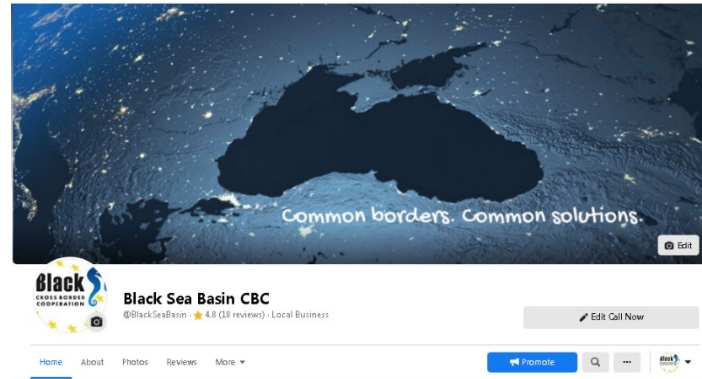 Common borders. Common solutions.
Edit
Black
CROSS BORDER
COOPERATION
Black Sea Basin CBC
@BlackSeaBasin · 4.8 (18 reviews) · Local Business
Edit Call Now
Home About Photos Reviews More
Promote